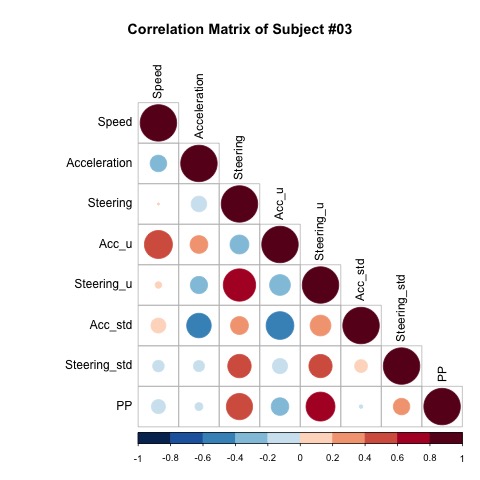 Correlation Matrix of Subject #03
Speed
Acceleration
Steering
Acc_u
Steering_u
Acc_std
Steering_std
PP
Speed
Acceleration
Steering
Acc_u
Steering_u
Acc_std
Steering_std
PP
-1 -0.8 -0.6 -0.4 -0.2 0 0.2 0.4 0.6 0.8 1